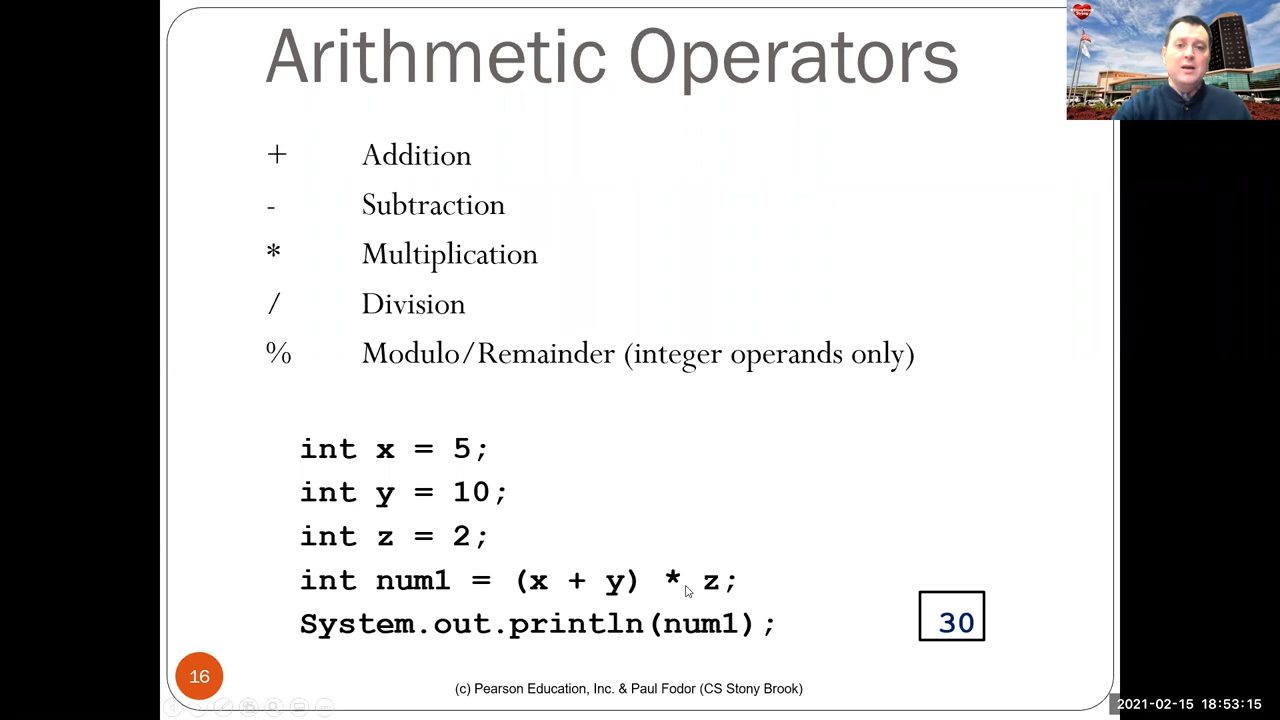 Arithmetic Operators
+ Addition
- Subtraction
* Multiplication
/ Division
% Modulo/Remainder (integer operands only)
int x = 5;
int y = 10;
int z = 2;
int num1 = (x + y) * z;
System.out.println(num1);
30
16
(c) Pearson Education, Inc. & Paul Fodor (CS Stony Brook)
2021-02-15 18:53:15